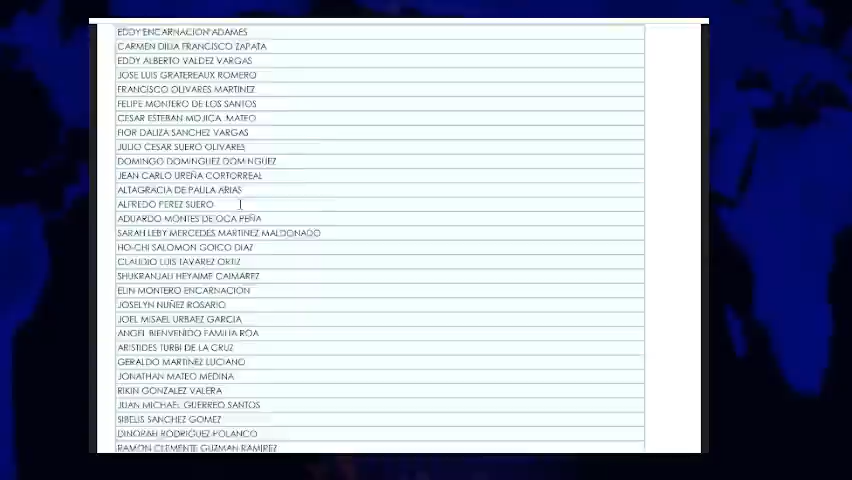 EDDY ENCARNACION ADAMES
CARMEN DILIA FRANCISCO ZAPATA
EDDY ALBERTO VALDEZ VARGAS
JOSE LUIS GRATEREAUX ROMERO
FRANCISCO OLIVARES MARTINEZ
FELIPE MONTERO DE LOS SANTOS
CESAR ESTEBAN MOJICA MATEO
FIOR DALIZA SANCHEZ VARGAS
JULIO CESAR SUERO OLIVARES
DOMINGO DOMINGUEZ DOMINGUEZ
JEAN CARLO UREÑA CORTORREAL
ALTAGRACIA DE PAULA ARIAS
ALFREDO PEREZ SUERO
ADUARDO MONTES DE OCA PEÑA
SARAH LEBY MERCEDES MARTINEZ MALDONADO
HO-CHI SALOMON GOICO DIAZ
CLAUDIO LUIS TAVAREZ ORTIZ
SHUKRANJALI HEYAIME CAIMAREZ
ELIN MONTERO ENCARNACION
JOSELYN NUÑEZ ROSARIO
JOEL MISAEL URBAEZ GARCIA
ANGEL BIENVENIDO FAMILIA ROA
ARISTIDES TURBI DE LA CRUZ
GERALDO MARTINEZ LUCIANO
JONATHAN MATEO MEDINA
RIKIN GONZALEZ VALERA
JUAN MICHAEL GUERREO SANTOS
SIBELIS SANCHEZ GOMEZ
DINORAH RODRIGUEZ POLANCO
RAMON CLEMENTE GUZMAN RAMIREZ